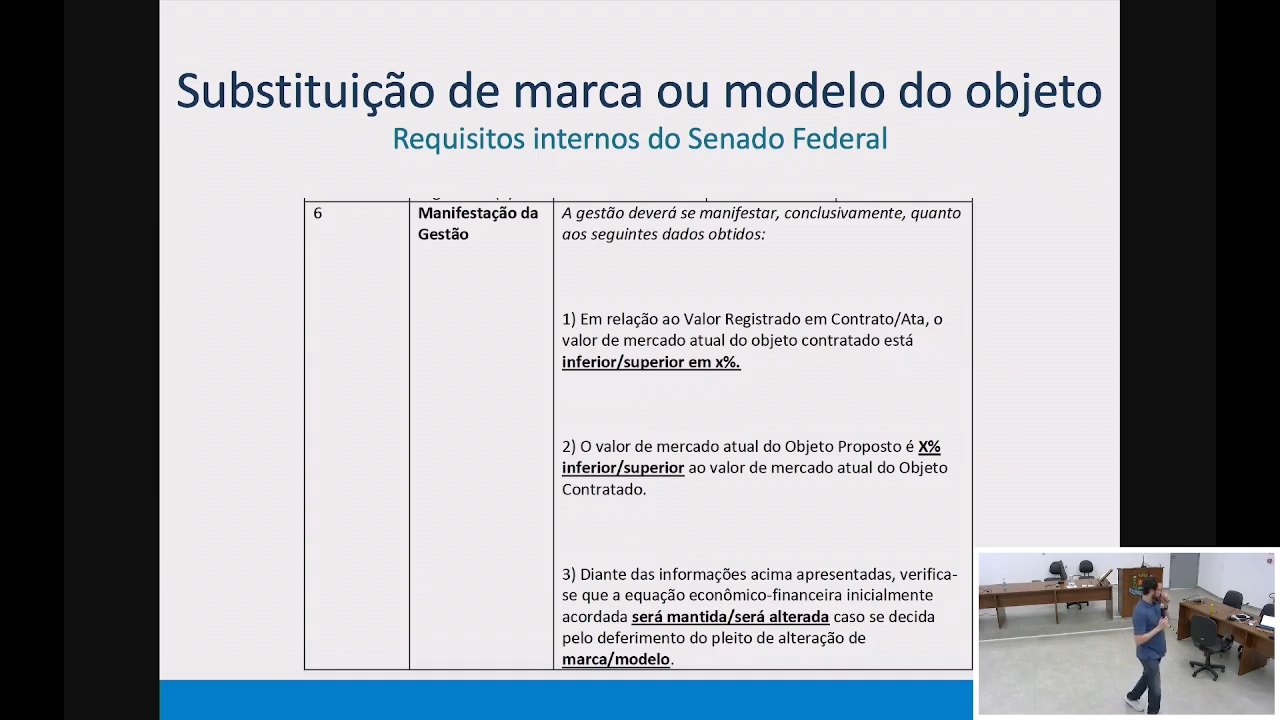 Substituição de marca ou modelo do objeto
Requisitos internos do Senado Federal
6
Manifestação da
Gestão
A gestão deverá se manifestar, conclusivamente, quanto
aos seguintes dados obtidos:
1) Em relação ao Valor Registrado em Contrato/Ata, o
valor de mercado atual do objeto contratado está
inferior/superior em x%.
2) O valor de mercado atual do Objeto Proposto é X%
inferior/superior ao valor de mercado atual do Objeto
Contratado.
3) Diante das informações acima apresentadas, verifica-
se que a equação econômico-financeira inicialmente
acordada será mantida/será alterada caso se decida
pelo deferimento do pleito de alteração de
marca/modelo.